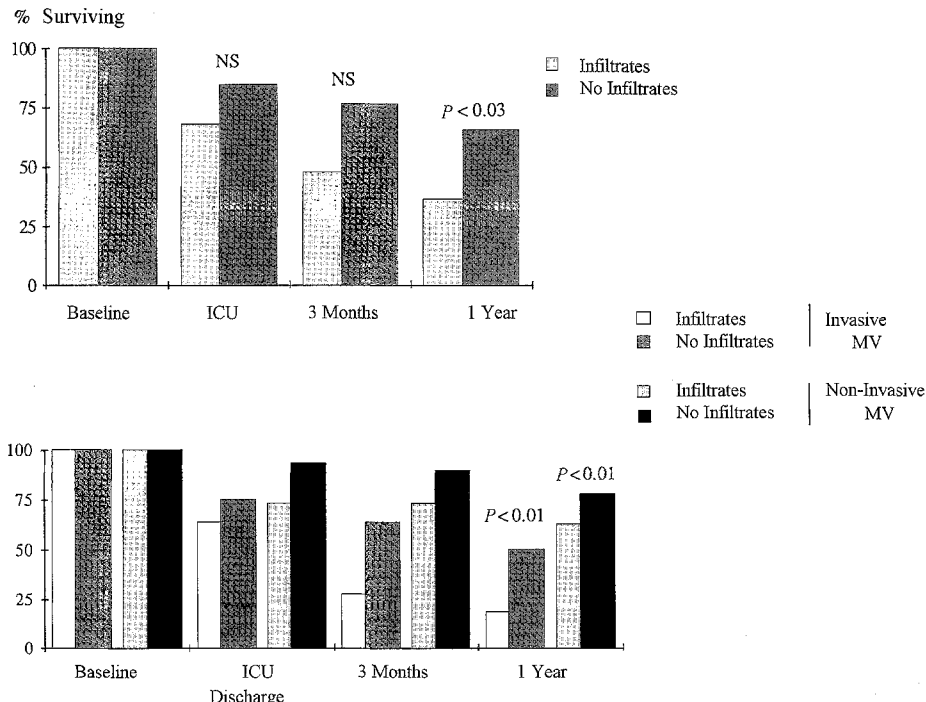 % Surviving
100
75
50
25
0
NS
NS
P < 0.03
Infiltrates
No Infiltrates
Baseline
ICU
3 Months
1 Year
Infiltrates
No Infiltrates
Invasive
MV
Infiltrates
No Infiltrates
Non-Invasive
MV
100
75
50
25
0
P<0.01
P<0.01
Baseline
ICU
Discharge
3 Months
1 Year